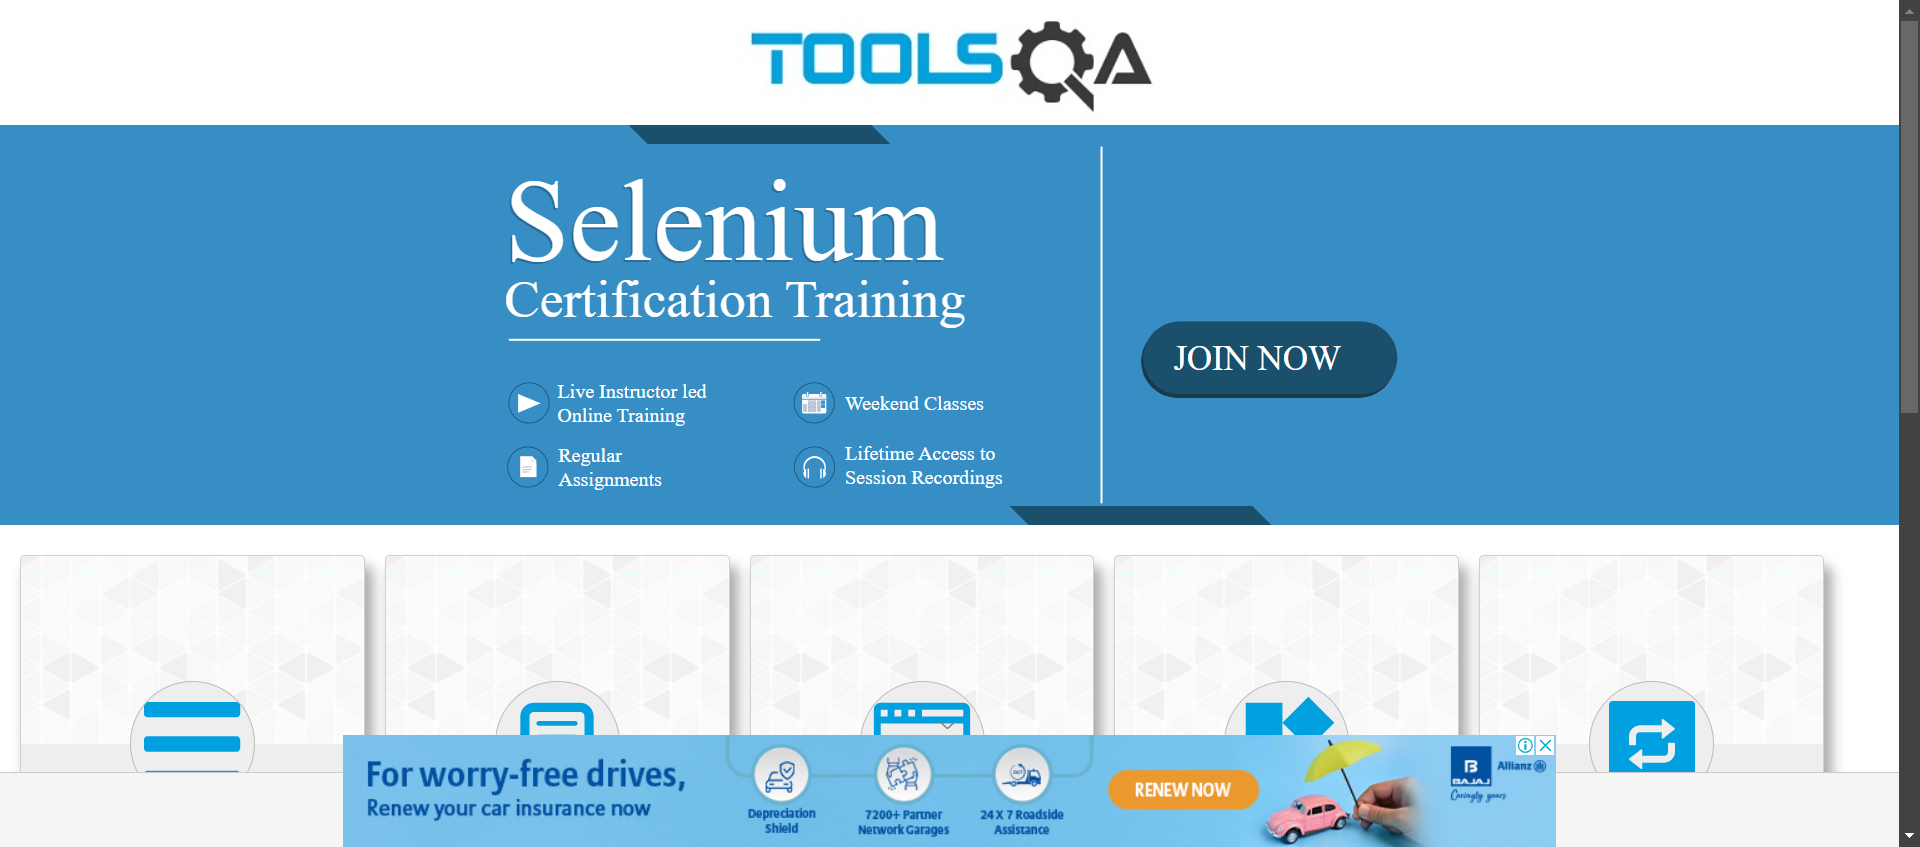 TOOLSQA
Selenium
Certification Training
JOIN NOW
Live Instructor led
Online Training
Weekend Classes
Regular
Assignments
Lifetime Access to
Session Recordings
For worry-free drives,
Renew your car insurance now
Depreciation
Shield
7200+ Partner
Network Garages
24X7
24 X 7 Roadside
Assistance
RENEW NOW
B
BAJAJ
Allianz
Caringly yours